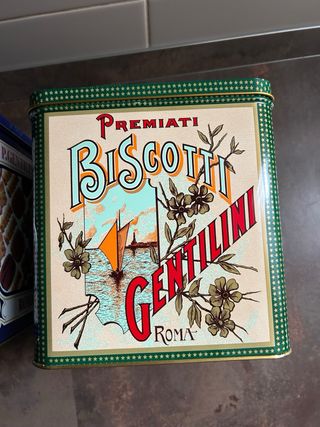 PREMIATI
BISCOTTI
GENTILINI
ROMA